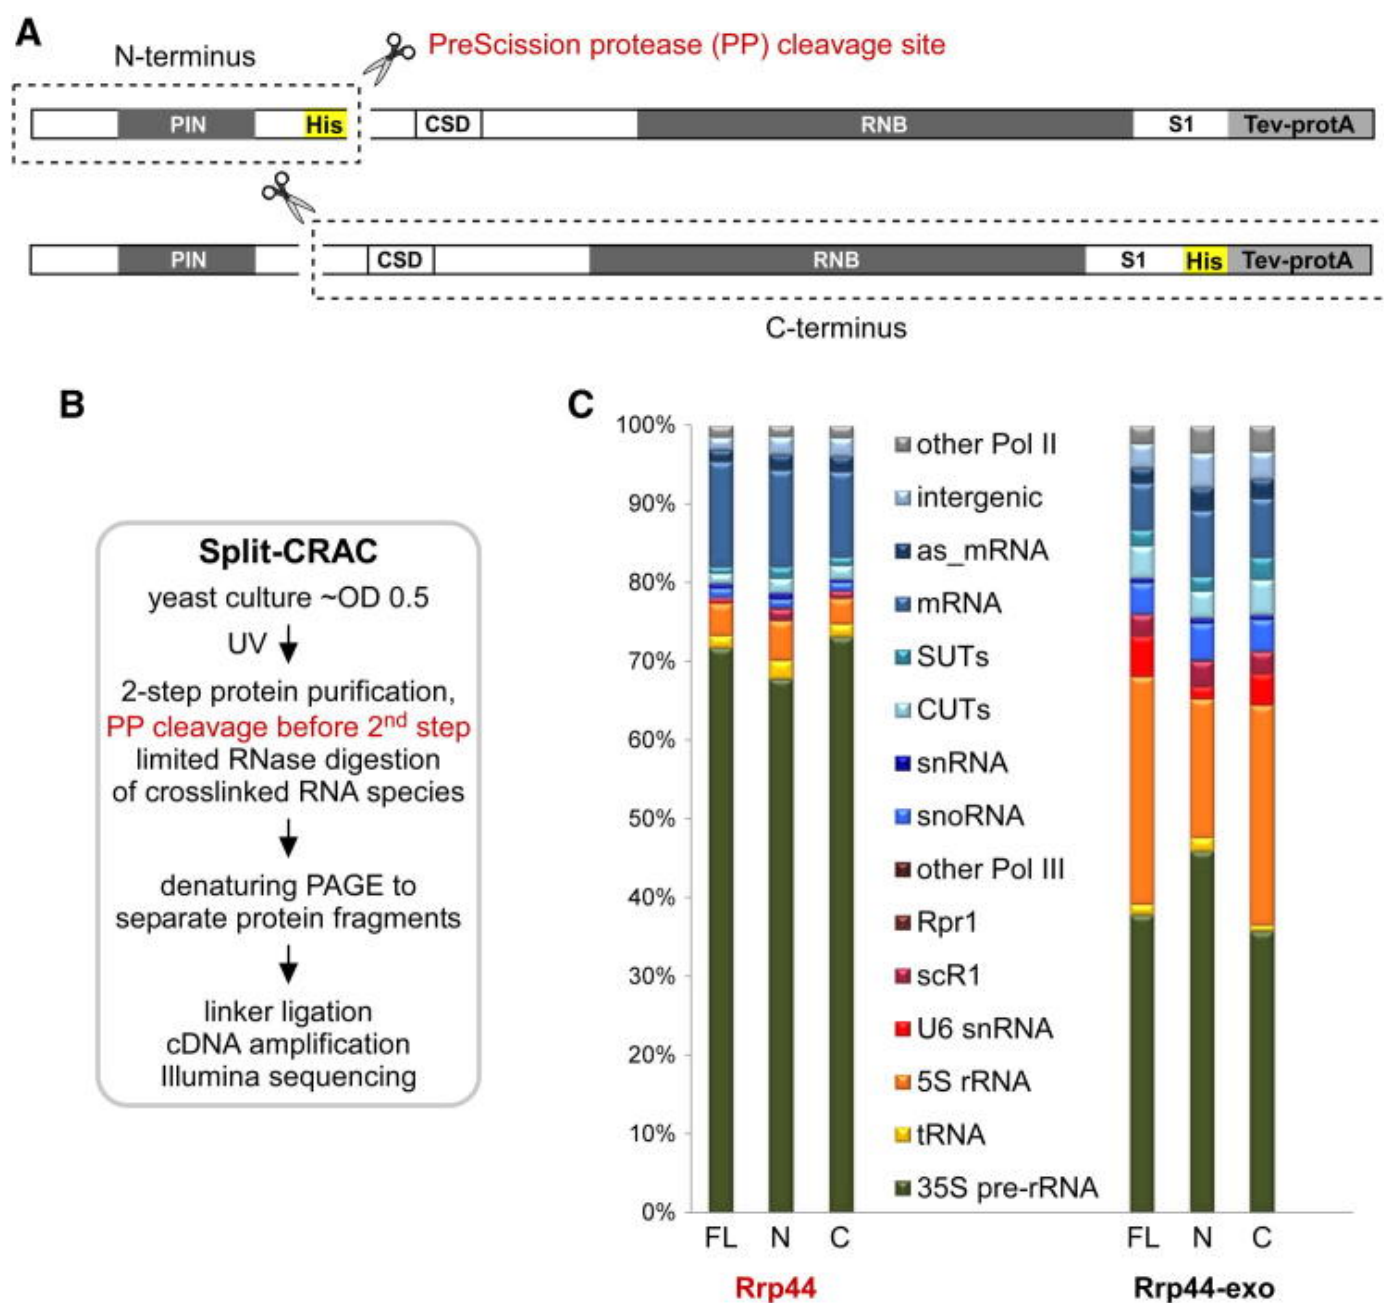 A
N-terminus
PreScission protease (PP) cleavage site
PIN His CSD RNB S1 Tev-protA
PIN CSD RNB S1 His Tev-protA
C-terminus
B
Split-CRAC
yeast culture ~OD 0.5
UV
2-step protein purification,
PP cleavage before 2nd step
limited RNase digestion
of crosslinked RNA species
denaturing PAGE to
separate protein fragments
linker ligation
cDNA amplification
Illumina sequencing
C
100%
90%
80%
70%
60%
50%
40%
30%
20%
10%
0%
other Pol II
intergenic
as_mRNA
mRNA
SUTs
CUTs
snRNA
snoRNA
other Pol III
Rpr1
scR1
U6 snRNA
5S rRNA
tRNA
35S pre-rRNA
FL N C FL N C
Rrp44 Rrp44-exo